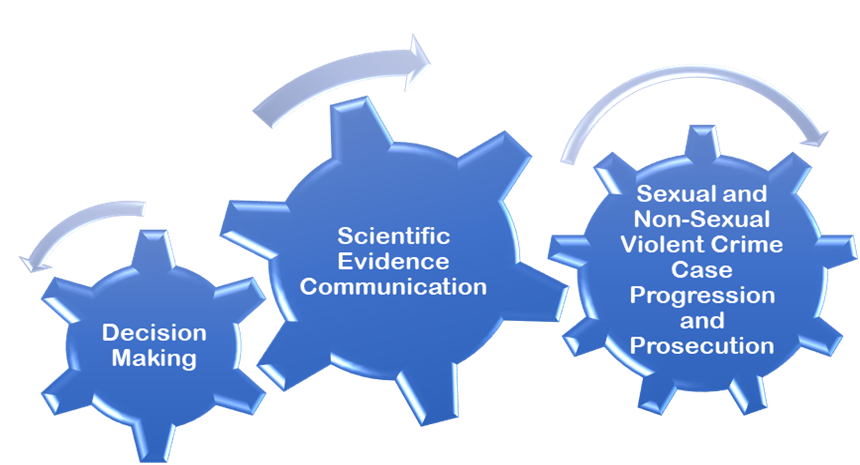 Decision
Making
Scientific
Evidence
Communication
Sexual and
Non-Sexual
Violent Crime
Case
Progression
and
Prosecution